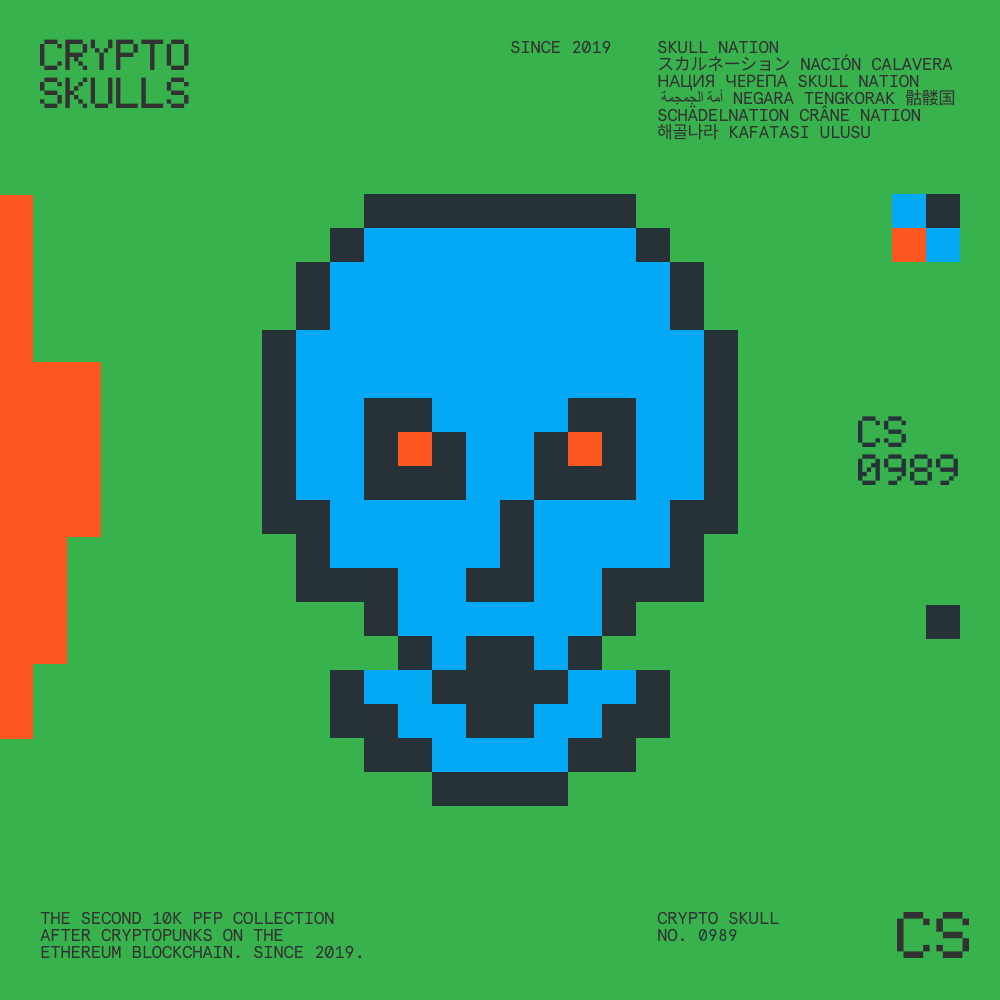 CRYPTO
SKULLS
SINCE 2019
SKULL NATION
スカルネーション NACIÓN CALAVERA
НАЦИЯ ЧЕРЕПА SKULL NATION
أمة الجمجمة NEGARA TENGKORAK 骷髅国
SCHÄDELNATION CRÂNE NATION
해골나라 KAFATASI ULUSU
CS
0989
THE SECOND 10K PFP COLLECTION
AFTER CRYPTOPUNKS ON THE
ETHEREUM BLOCKCHAIN. SINCE 2019.
CRYPTO SKULL
NO. 0989
CS